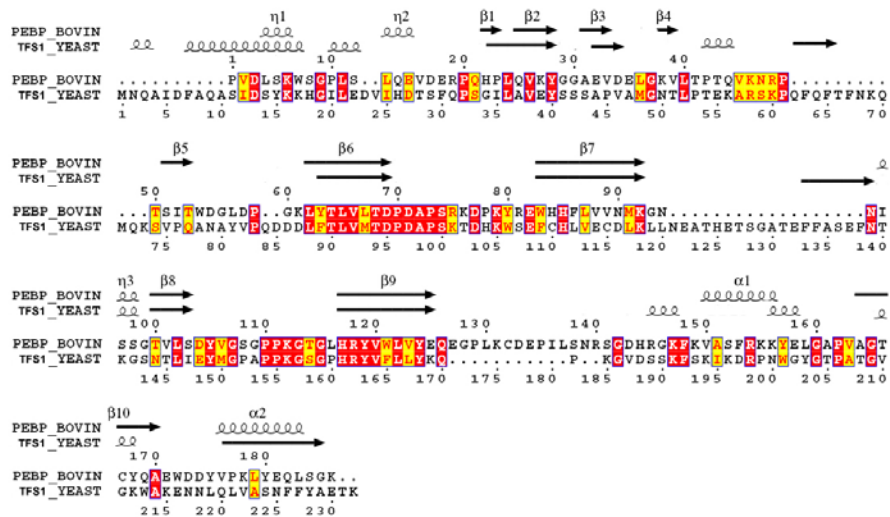 η1 η2 β1 β2 β3 β4
PEBP_BOVIN
TFS1_YEAST
1 10 20 30 40
PEBP_BOVIN ..........PVDLSKWSGPLS..LQEVDERPQHPLQVKYGGAEVDELGKVLTPTQVKNRP.........
TFS1_YEAST MNQAIDFAQASIDSYKKHGILEDVIHDTSFQPSGILAVEYSSSAPVAMGNTLPTEKARSKPQFQFTFNKQ
1 5 10 15 20 25 30 35 40 45 50 55 60 65 70
β5 β6 β7
PEBP_BOVIN
TFS1_YEAST
50 60 70 80 90
PEBP_BOVIN ...TSITWDGLDP..GKLYTLVLTDPDAPSRKDPKYREWHHFLVVNMKGN..................NI
TFS1_YEAST MQKSVPQANAYVPQDDDLFTLVMTDPDAPSKTDHKWSEFCHLVECDLKLLNEATHETSGATEFFASEFNT
75 80 85 90 95 100 105 110 115 120 125 130 135 140
η3 β8 β9 α1
PEBP_BOVIN
TFS1_YEAST
100 110 120 130 140 150 160
PEBP_BOVIN SSGTVLSDYVGSGPPKGTGLHRYVWLVYEQEGPLKCDEPILSNRSGDHRGKFKVASFRKKYELGAPVAGT
TFS1_YEAST KGSNTLIEYMGPAPPKGSGPHRYVFLLYKQ............P.KGVDSSKFSKIKDRPNWGYGTPATGV
145 150 155 160 165 170 175 180 185 190 195 200 205 210
β10 α2
PEBP_BOVIN
TFS1_YEAST
170 180
PEBP_BOVIN CYQAEWDDYVPKLYEQLSGK..
TFS1_YEAST GKWAKENNLQLVASNFFYAETK
215 220 225 230